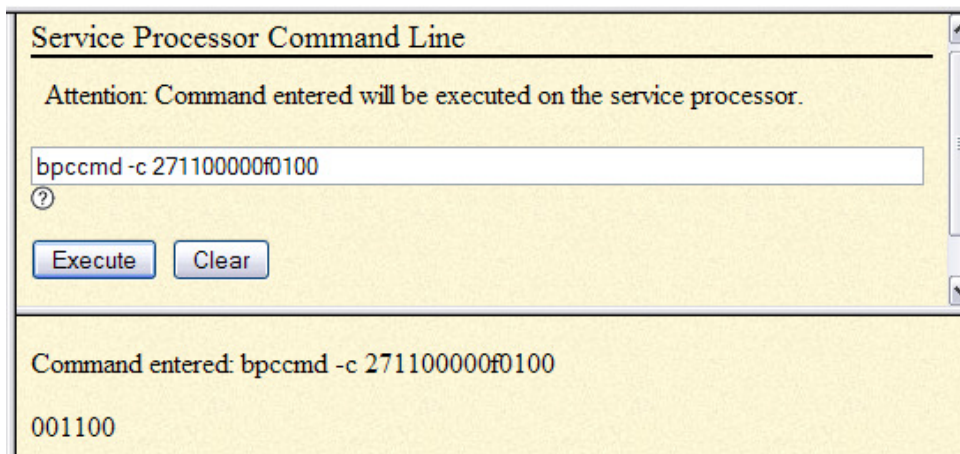 Service Processor Command Line
Attention: Command entered will be executed on the service processor.
bpccmd -c 271100000f0100
?
Execute Clear
Command entered: bpccmd -c 271100000f0100
001100